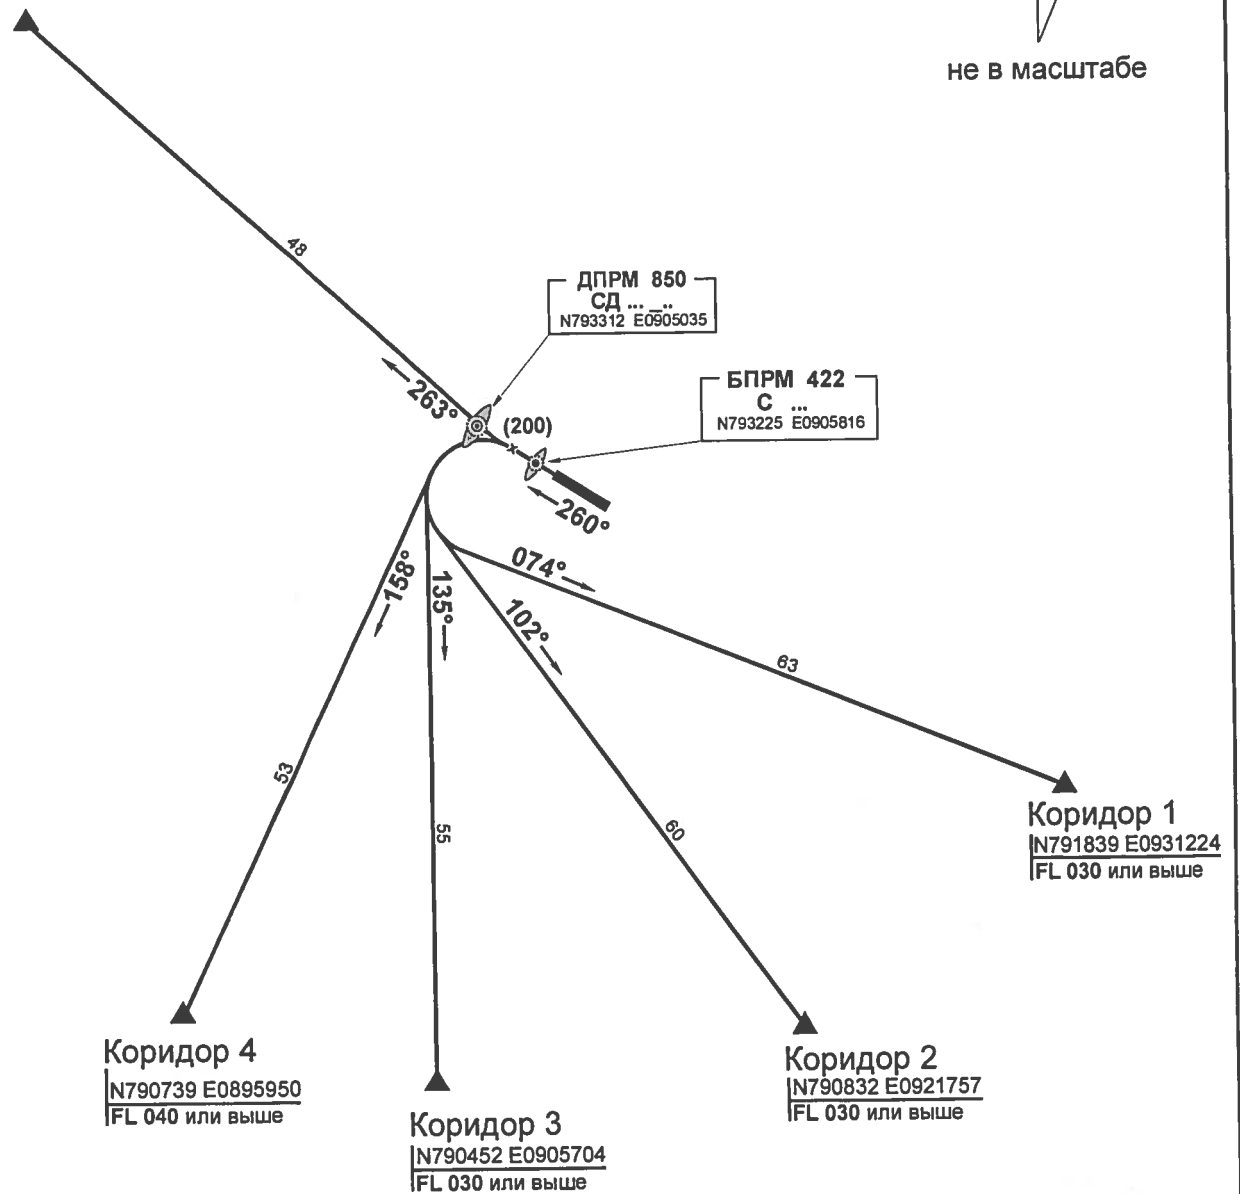 не в масштабе
48
ДПРМ 850
СД ... _..
N793312 E0905035
263°
(200)
БПРМ 422
С ...
N793225 E0905816
260°
074°
158°
135°
102°
63
53
55
60
Коридор 1
N791839 E0931224
FL 030 или выше
Коридор 4
N790739 E0895950
FL 040 или выше
Коридор 2
N790832 E0921757
FL 030 или выше
Коридор 3
N790452 E0905704
FL 030 или выше